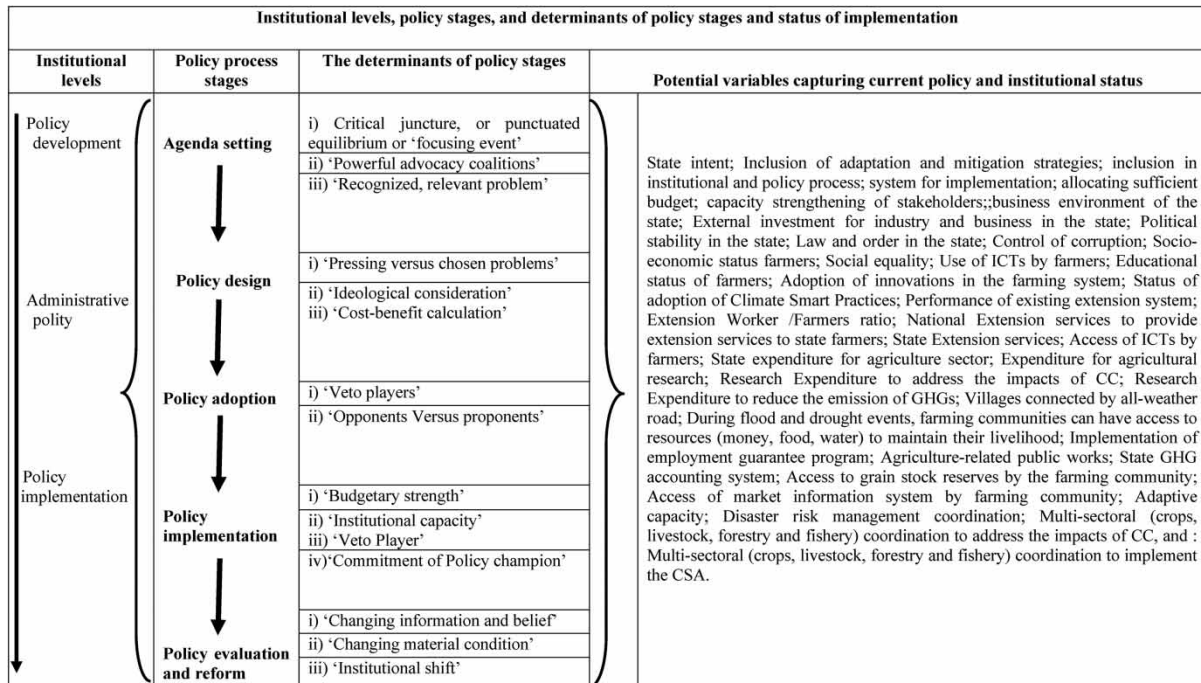 Institutional levels, policy stages, and determinants of policy stages and status of implementation
Institutional
levels
Policy process
stages
The determinants of policy stages
Potential variables capturing current policy and institutional status
Policy
development
Administrative
polity
Policy
implementation
Agenda setting
Policy design
Policy adoption
Policy
implementation
Policy evaluation
and reform
i) Critical juncture, or punctuated
equilibrium or ‘focusing event’
ii) ‘Powerful advocacy coalitions’
iii) ‘Recognized, relevant problem’
i) ‘Pressing versus chosen problems’
ii) ‘Ideological consideration’
iii) ‘Cost-benefit calculation’
i) ‘Veto players’
ii) ‘Opponents Versus proponents’
i) ‘Budgetary strength’
ii) ‘Institutional capacity’
iii) ‘Veto Player’
iv)‘Commitment of Policy champion’
i) ‘Changing information and belief’
ii) ‘Changing material condition’
iii) ‘Institutional shift’
State intent; Inclusion of adaptation and mitigation strategies; inclusion in
institutional and policy process; system for implementation; allocating sufficient
budget; capacity strengthening of stakeholders;;business environment of the
state; External investment for industry and business in the state; Political
stability in the state; Law and order in the state; Control of corruption; Socio-
economic status farmers; Social equality; Use of ICTs by farmers; Educational
status of farmers; Adoption of innovations in the farming system; Status of
adoption of Climate Smart Practices; Performance of existing extension system;
Extension Worker /Farmers ratio; National Extension services to provide
extension services to state farmers; State Extension services; Access of ICTs by
farmers; State expenditure for agriculture sector; Expenditure for agricultural
research; Research Expenditure to address the impacts of CC; Research
Expenditure to reduce the emission of GHGs; Villages connected by all-weather
road; During flood and drought events, farming communities can have access to
resources (money, food, water) to maintain their livelihood; Implementation of
employment guarantee program; Agriculture-related public works; State GHG
accounting system; Access to grain stock reserves by the farming community;
Access of market information system by farming community; Adaptive
capacity; Disaster risk management coordination; Multi-sectoral (crops,
livestock, forestry and fishery) coordination to address the impacts of CC, and :
Multi-sectoral (crops, livestock, forestry and fishery) coordination to implement
the CSA.